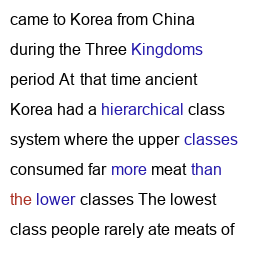 came to Korea from China
during the Three Kingdoms
period At that time ancient
Korea had a hierarchical class
system where the upper classes
consumed far more meat than
the lower classes The lowest
class people rarely ate meats of